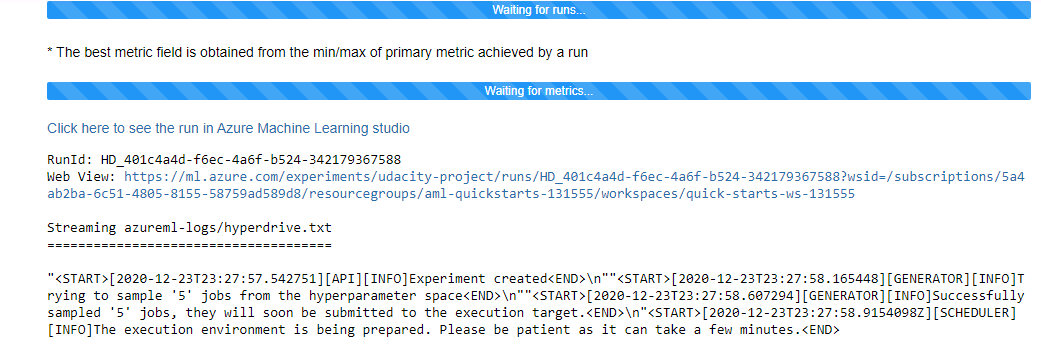 Waiting for runs...
* The best metric field is obtained from the min/max of primary metric achieved by a run
Waiting for metrics...
Click here to see the run in Azure Machine Learning studio
RunId: HD_401c4a4d-f6ec-4a6f-b524-342179367588
Web View: https://ml.azure.com/experiments/udacity-project/runs/HD_401c4a4d-f6ec-4a6f-b524-342179367588?wsid=/subscriptions/5a4
ab2ba-6c51-4805-8155-58759ad589d8/resourcegroups/aml-quickstarts-131555/workspaces/quick-starts-ws-131555
Streaming azureml-logs/hyperdrive.txt
=====================================
"<START>[2020-12-23T23:27:57.542751][API][INFO]Experiment created<END>\n""<START>[2020-12-23T23:27:58.165448][GENERATOR][INFO]T
rying to sample '5' jobs from the hyperparameter space<END>\n""<START>[2020-12-23T23:27:58.607294][GENERATOR][INFO]Successfully
sampled '5' jobs, they will soon be submitted to the execution target.<END>\n"<START>[2020-12-23T23:27:58.9154098Z][SCHEDULER]
[INFO]The execution environment is being prepared. Please be patient as it can take a few minutes.<END>